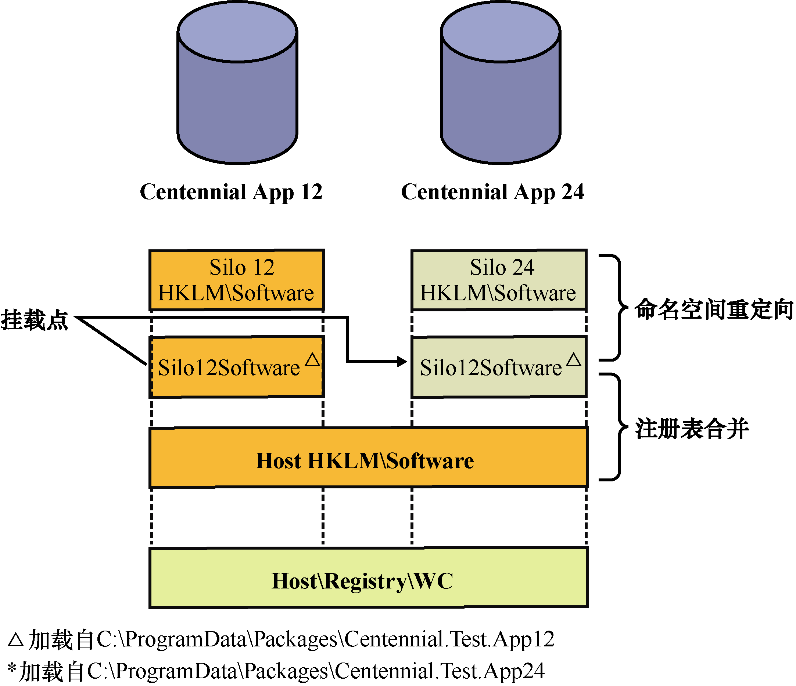 Centennial App 12
Centennial App 24
Silo 12
HKLM\Software
Silo 24
HKLM\Software
命名空间重定向
挂载点
Silo12Software△
Silo12Software△
注册表合并
Host HKLM\Software
Host\Registry\WC
△加载自C:\ProgramData\Packages\Centennial.Test.App12
*加载自C:\ProgramData\Packages\Centennial.Test.App24